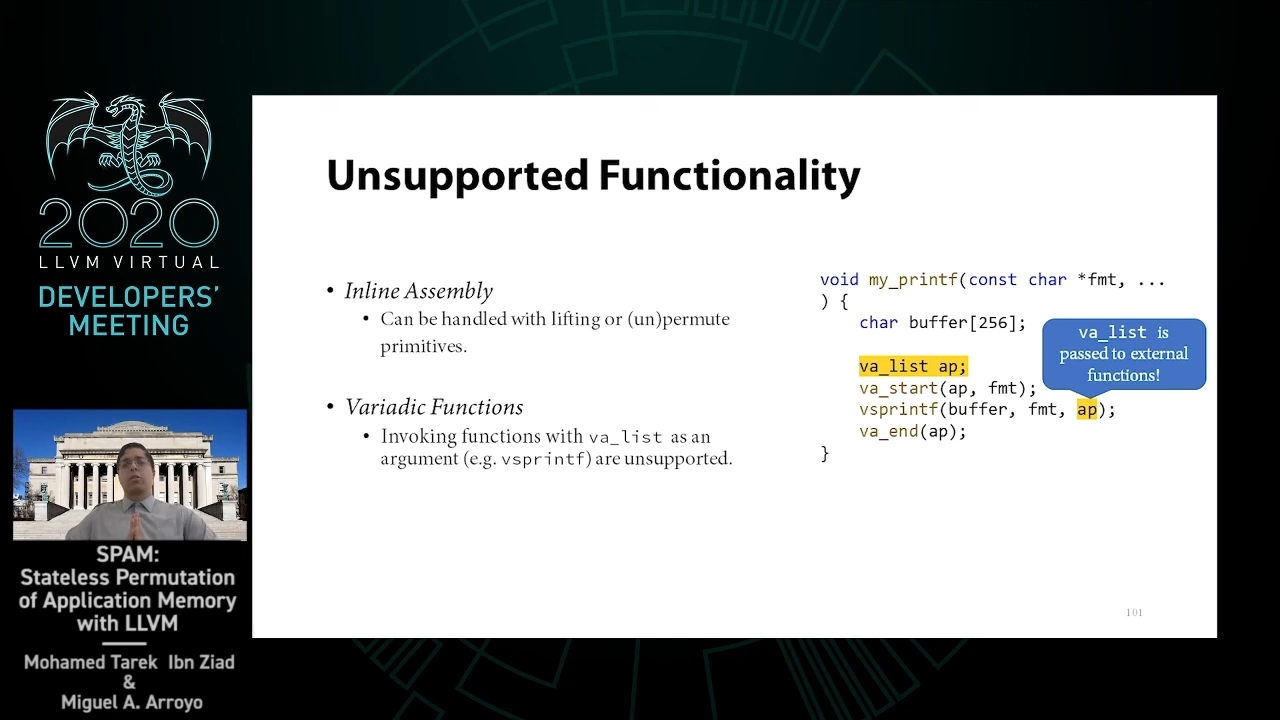 2020
LLVM VIRTUAL
DEVELOPERS'
MEETING
SPAM:
Stateless Permutation
of Application Memory
with LLVM
Mohamed Tarek Ibn Ziad
&
Miguel A. Arroyo
Unsupported Functionality
• Inline Assembly
• Can be handled with lifting or (un)permute
primitives.
• Variadic Functions
• Invoking functions with va_list as an
argument (e.g. vsprintf) are unsupported.
void my_printf(const char *fmt, ...
) {
char buffer[256];
va_list ap;
va_start(ap, fmt);
vsprintf(buffer, fmt, ap);
va_end(ap);
}
va_list is
passed to external
functions!
101